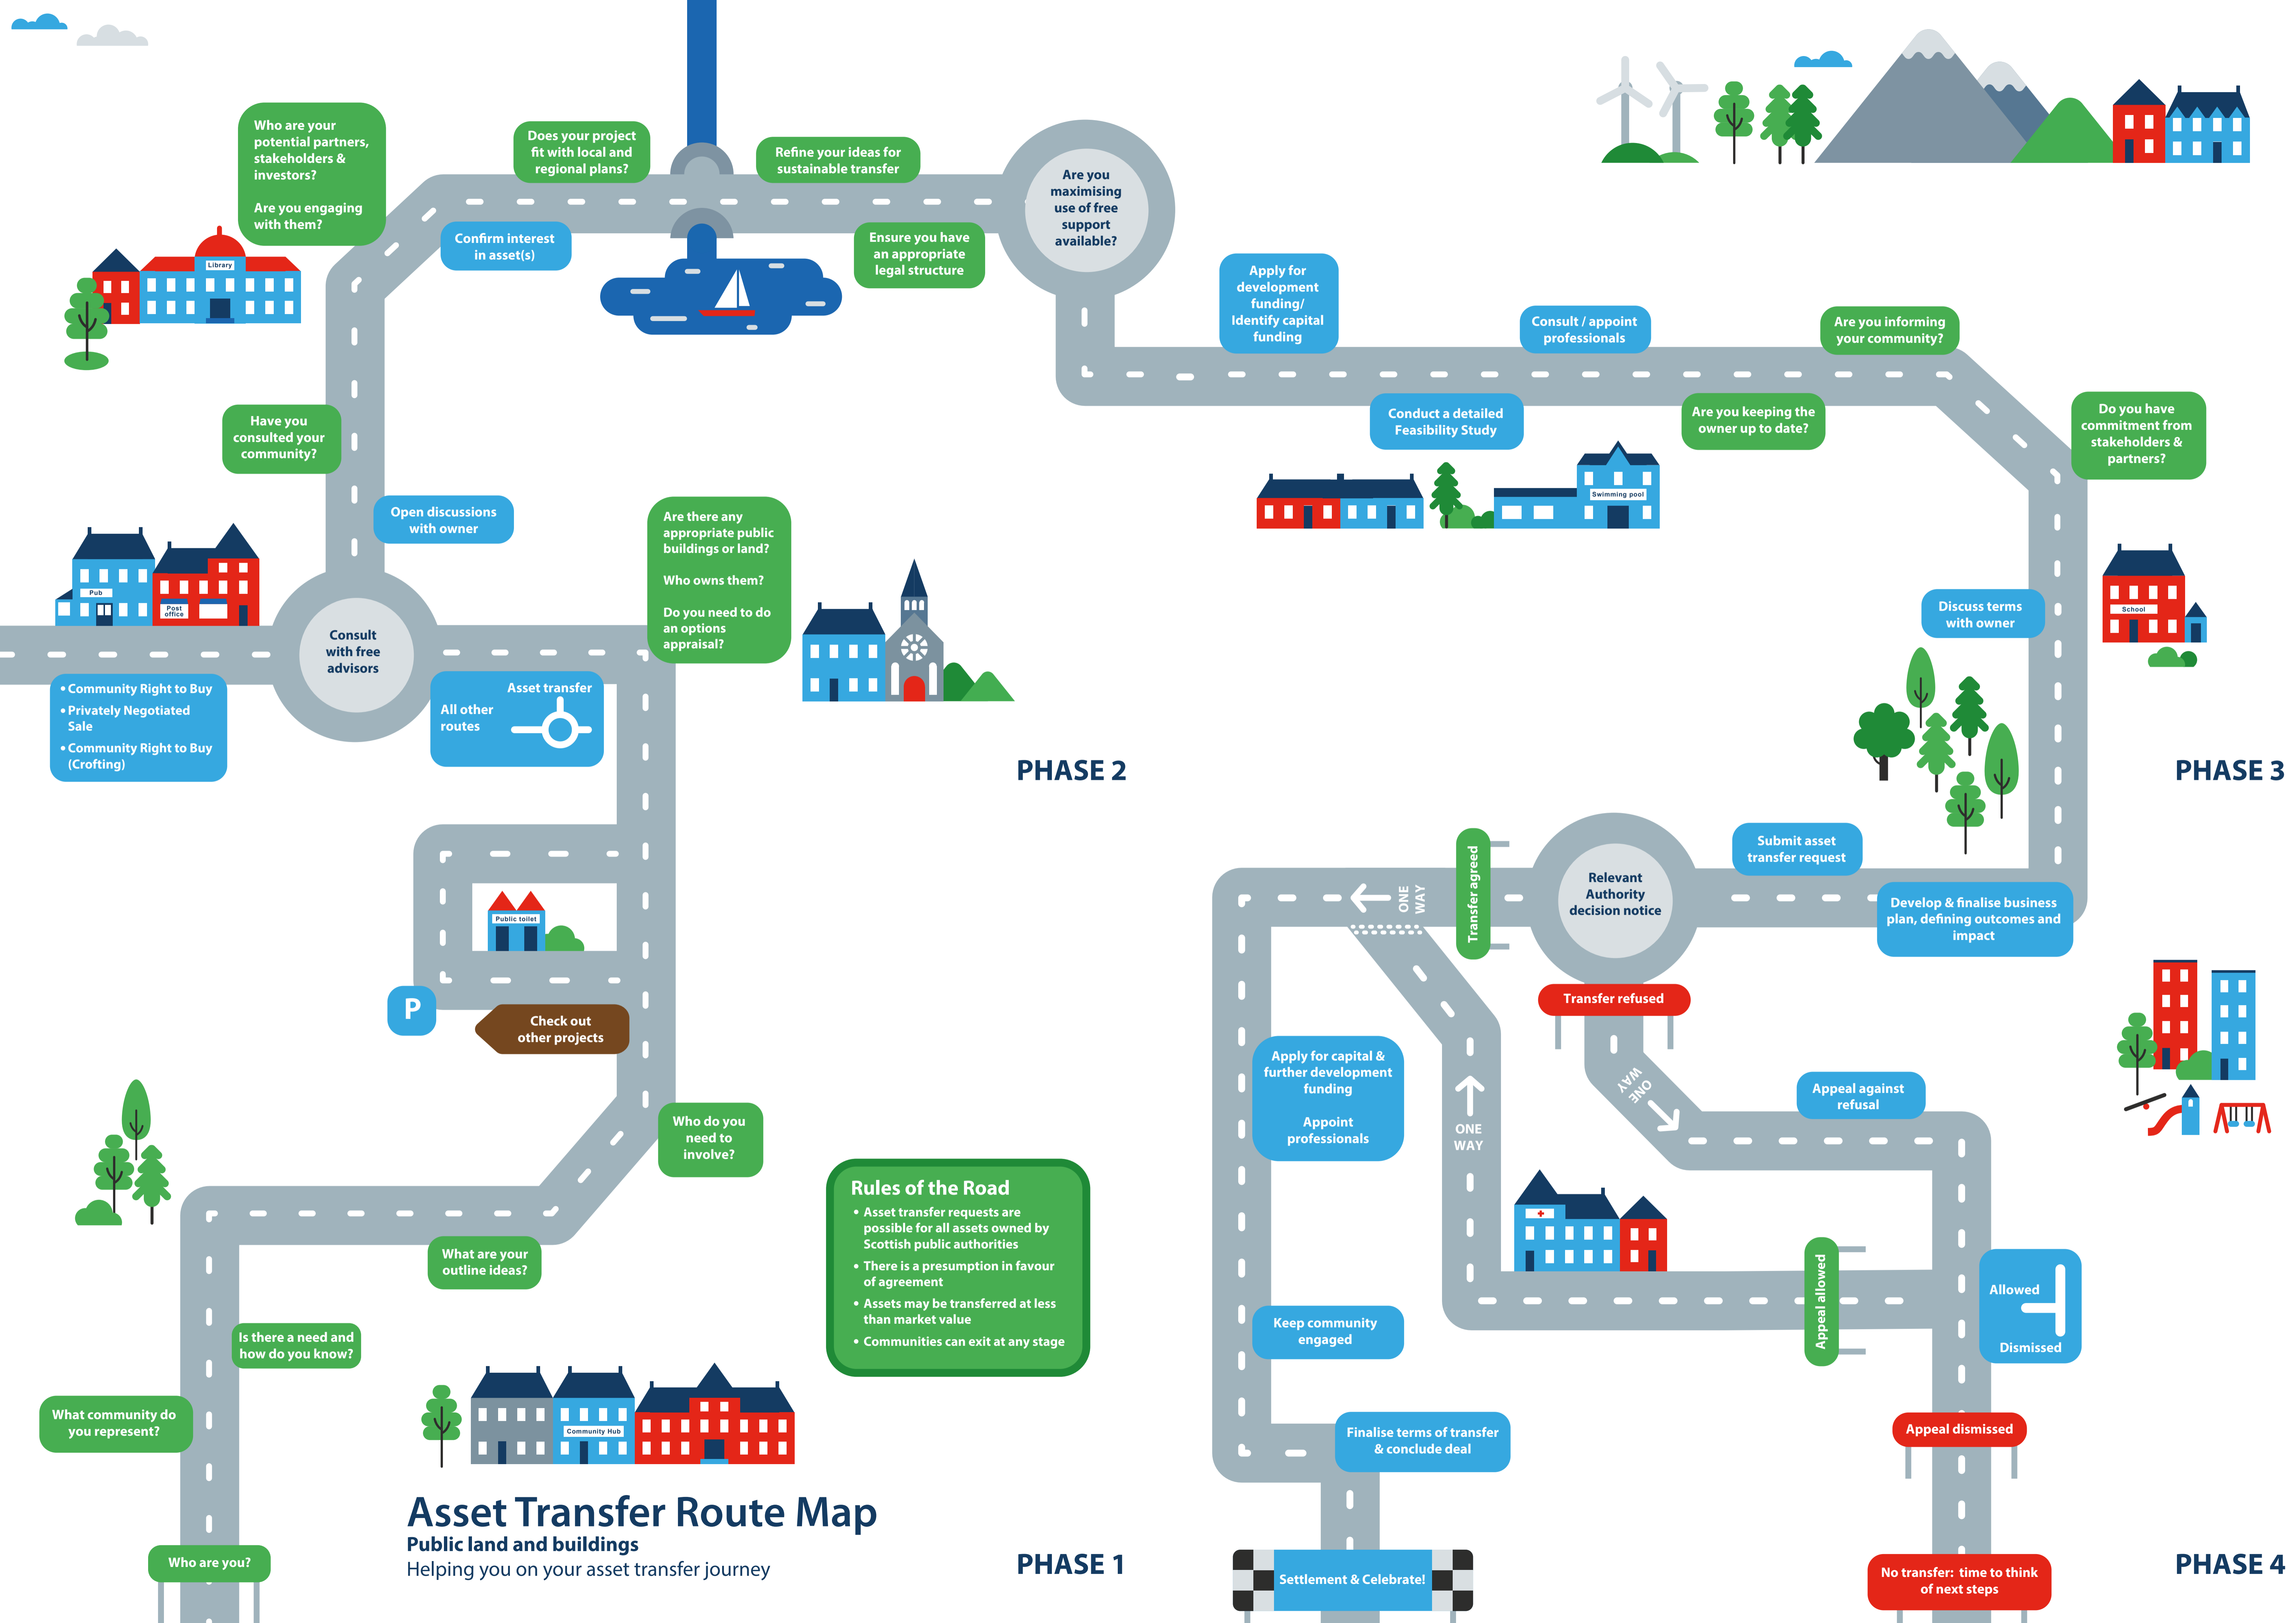 Who are your
potential partners,
stakeholders &
investors?
Are you engaging
with them?
Does your project
fit with local and
regional plans?
Refine your ideas for
sustainable transfer
Confirm interest
in asset(s)
Ensure you have
an appropriate
legal structure
Are you
maximising
use of free
support
available?
Library
Have you
consulted your
community?
Open discussions
with owner
Pub
Post
office
Consult
with free
advisors
• Community Right to Buy
• Privately Negotiated
Sale
• Community Right to Buy
(Crofting)
Asset transfer
All other
routes
Are there any
appropriate public
buildings or land?
Who owns them?
Do you need to do
an options
appraisal?
PHASE 2
Apply for
development
funding/
Identify capital
funding
Consult / appoint
professionals
Are you informing
your community?
Conduct a detailed
Feasibility Study
Are you keeping the
owner up to date?
Do you have
commitment from
stakeholders &
partners?
Swimming pool
School
Discuss terms
with owner
PHASE 3
Public toilet
P
Check out
other projects
Who do you
need to
involve?
What are your
outline ideas?
Is there a need and
how do you know?
What community do
you represent?
Who are you?
Rules of the Road
• Asset transfer requests are
possible for all assets owned by
Scottish public authorities
• There is a presumption in favour
of agreement
• Assets may be transferred at less
than market value
• Communities can exit at any stage
Community Hub
Asset Transfer Route Map
Public land and buildings
Helping you on your asset transfer journey
PHASE 1
Submit asset
transfer request
Develop & finalise business
plan, defining outcomes and
impact
Relevant
Authority
decision notice
Transfer agreed
ONE
WAY
Transfer refused
ONE
WAY
Appeal against
refusal
Apply for capital &
further development
funding
Appoint
professionals
ONE
WAY
Appeal allowed
Allowed
Dismissed
Keep community
engaged
Appeal dismissed
Finalise terms of transfer
& conclude deal
Settlement & Celebrate!
No transfer: time to think
of next steps
PHASE 4